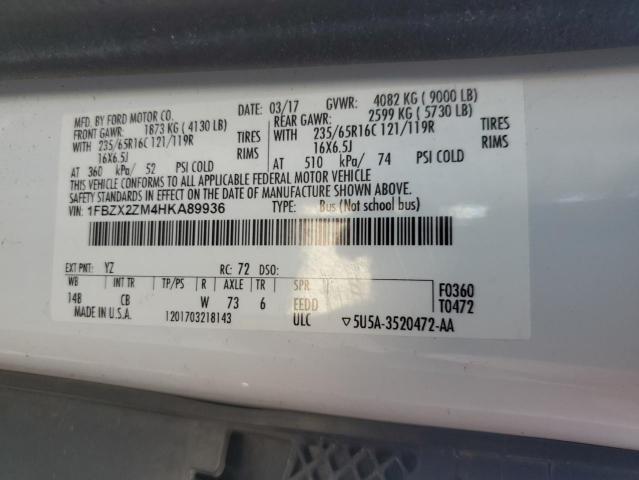 MFD. BY FORD MOTOR CO.
DATE: 03/17 GVWR: 4082 KG ( 9000 LB)
FRONT GAWR: 1873 KG ( 4130 LB)
REAR GAWR: 2599 KG ( 5730 LB)
WITH 235/65R16C 121/119R TIRES
WITH 235/65R16C 121/119R TIRES
16X6.5J RIMS
16X6.5J RIMS
AT 360 kPa/ 52 PSI COLD
AT 510 kPa/ 74 PSI COLD
THIS VEHICLE CONFORMS TO ALL APPLICABLE FEDERAL MOTOR VEHICLE
SAFETY STANDARDS IN EFFECT ON THE DATE OF MANUFACTURE SHOWN ABOVE.
VIN: 1FBZX2ZM4HKA89936 TYPE: Bus (Not school bus)
EXT PNT: YZ RC: 72 DSO:
WB INT TR TP/PS R AXLE TR SPR
148 CB W 73 6 EEDD
F0360
T0472
MADE IN U.S.A. 1201703218143 ULC ▽5U5A-3520472-AA